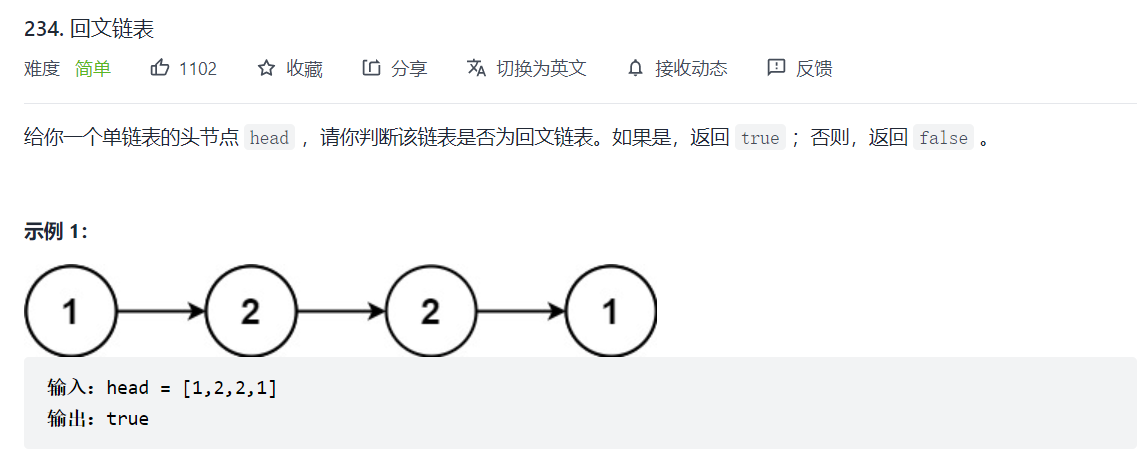 234. 回文链表
难度 简单 1102 收藏 分享 切换为英文 接收动态 反馈
给你一个单链表的头节点 head ，请你判断该链表是否为回文链表。如果是，返回 true ；否则，返回 false 。
示例 1：
1 2 2 1
输入：head = [1,2,2,1]
输出：true